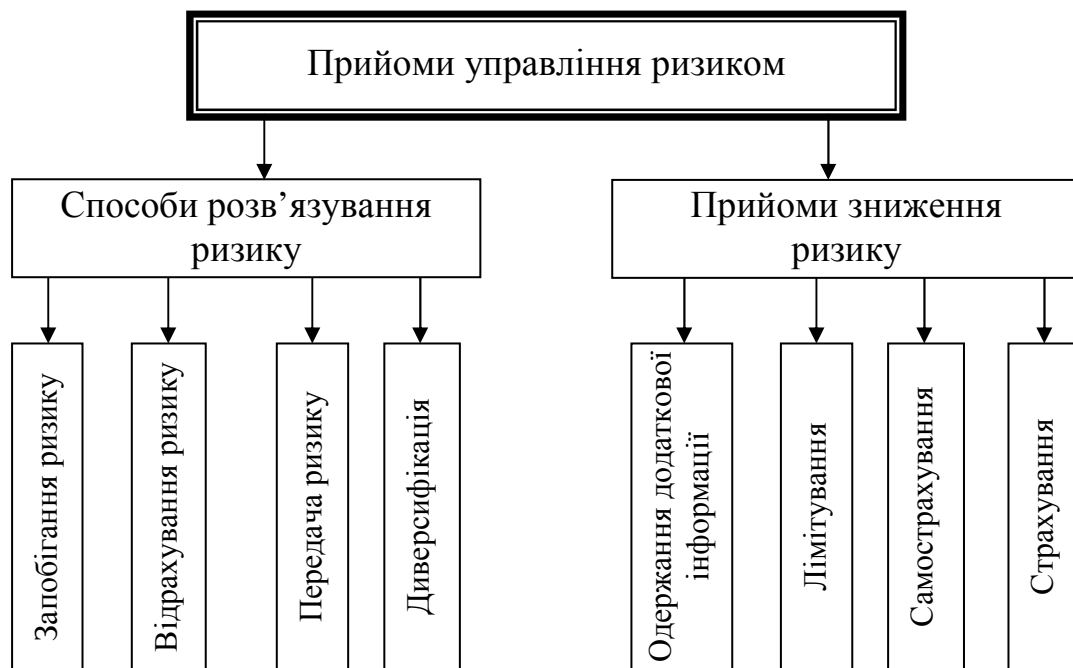 Прийоми управління ризиком
Способи розв’язування
ризику
Прийоми зниження
ризику
Запобігання ризику
Відрахування ризику
Передача ризику
Диверсифікація
Одержання додаткової
інформації
Лімітування
Самострахування
Страхування